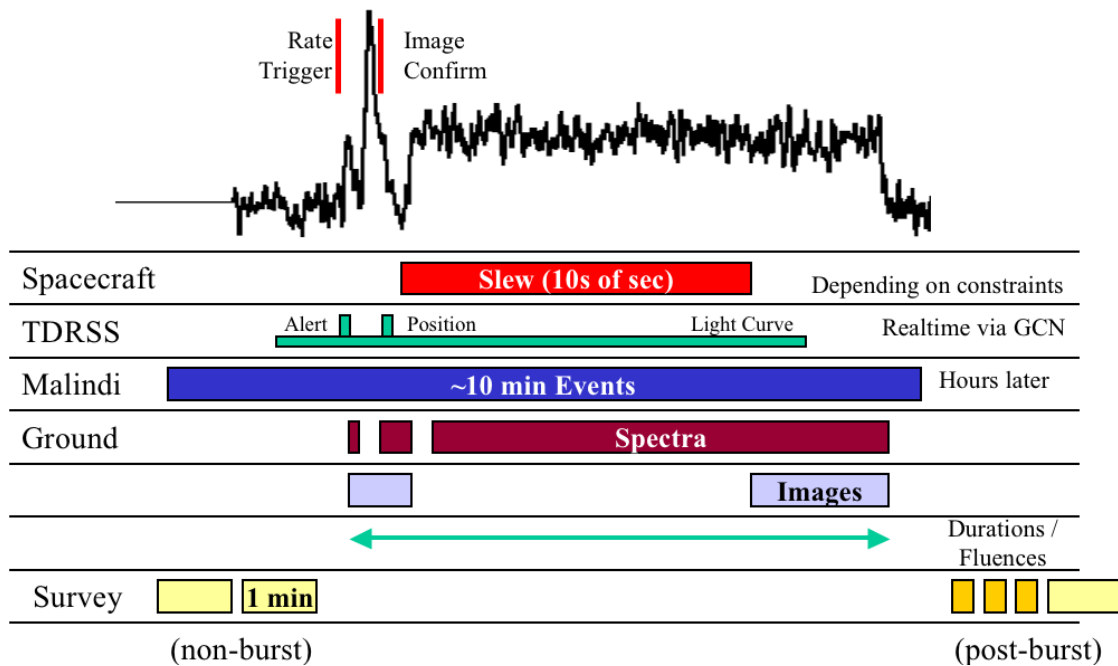 Rate
Trigger
Image
Confirm
Spacecraft
Slew (10s of sec)
Depending on constraints
TDRSS
Alert
Position
Light Curve
Realtime via GCN
Malindi
~10 min Events
Hours later
Ground
Spectra
Images
Durations /
Fluences
Survey
1 min
(non-burst)
(post-burst)